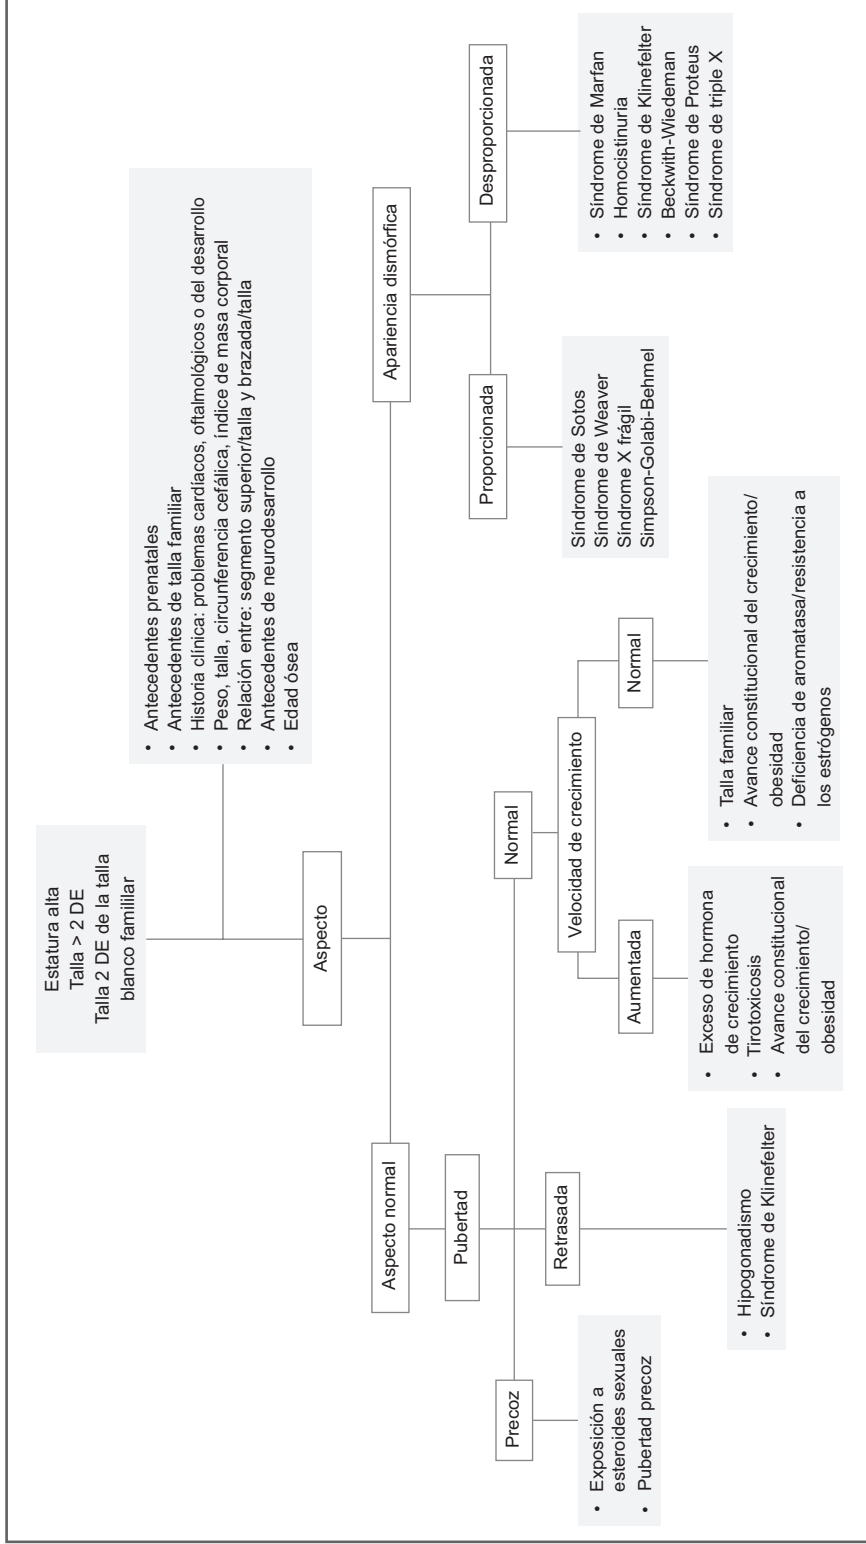 Estatura alta
Talla > 2 DE
Talla 2 DE de la talla
blanco famililar
• Antecedentes prenatales
• Antecedentes de talla familiar
• Historia clínica: problemas cardíacos, oftalmológicos o del desarrollo
• Peso, talla, circunferencia cefálica, índice de masa corporal
• Relación entre: segmento superior/talla y brazada/talla
• Antecedentes de neurodesarrollo
• Edad ósea
Aspecto
Aspecto normal
Apariencia dismórfica
Pubertad
Precoz
Retrasada
Normal
• Exposición a
esteroides sexuales
• Pubertad precoz
• Hipogonadismo
• Síndrome de Klinefelter
Velocidad de crecimiento
Aumentada
Normal
• Exceso de hormona
de crecimiento
• Tirotoxicosis
• Avance constitucional
del crecimiento/
obesidad
• Talla familiar
• Avance constitucional del crecimiento/
obesidad
• Deficiencia de aromatasa/resistencia a
los estrógenos
Proporcionada
Desproporcionada
Síndrome de Sotos
Síndrome de Weaver
Síndrome X frágil
Simpson-Golabi-Behmel
• Síndrome de Marfan
• Homocistinuria
• Síndrome de Klinefelter
• Beckwith-Wiedeman
• Síndrome de Proteus
• Síndrome de triple X